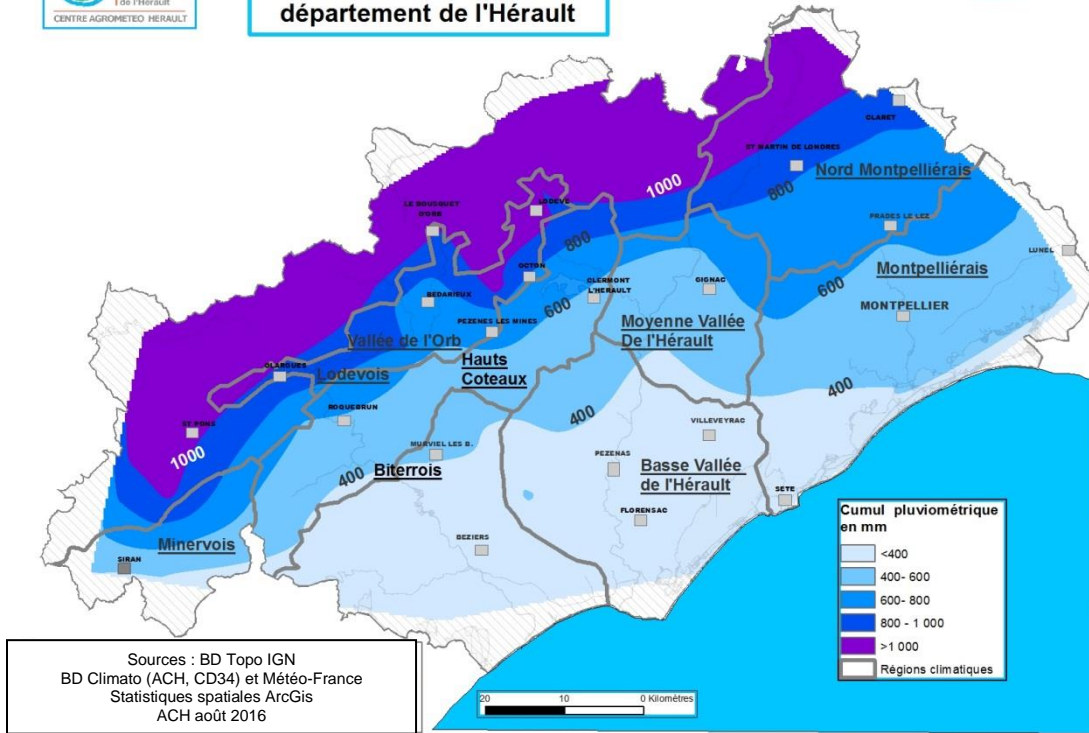 l de l'Hérault
CENTRE AGROMETEO HERAULT
département de l'Hérault
CLARET
ST MARTIN DE LONDRES
1000
800
Nord Montpelliérais
LE BOUSQUET
D'ORB
LODEVE
PRADES LE LEZ
800
LUNEL
OCTON
CLERMONT
L'HERAULT
GIGNAC
Montpelliérais
BEDARIEUX
600
600
MONTPELLIER
PEZENES LES MINES
Moyenne Vallée
De l'Hérault
Vallée de l'Orb
Hauts
Coteaux
OLARGUES
Lodevois
400
400
ROQUEBRUN
VILLEVEYRAC
ST PONS
MURVIEL LES B.
1000
400
Biterrois
PEZENAS
Basse Vallée
de l'Hérault
SETE
FLORENSAC
Minervois
BEZIERS
SIRAN
Cumul pluviométrique
en mm
<400
400- 600
600- 800
800 - 1 000
>1 000
Régions climatiques
Sources : BD Topo IGN
BD Climato (ACH, CD34) et Météo-France
Statistiques spatiales ArcGis
ACH août 2016
20 10 0 Kilomètres